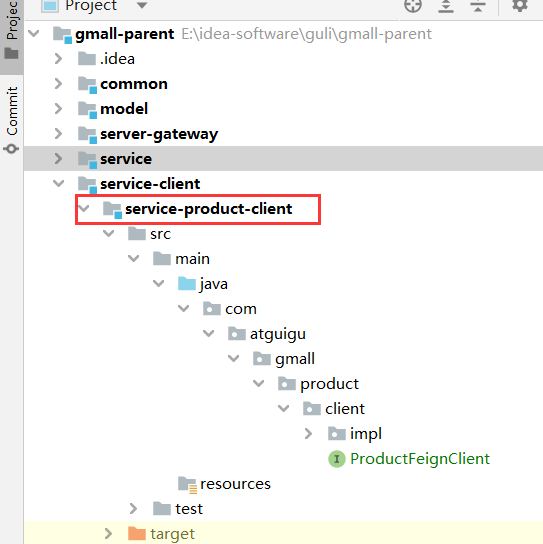 Project
Project
Commit
gmall-parent E:\idea-software\guli\gmall-parent
.idea
common
model
server-gateway
service
service-client
service-product-client
src
main
java
com
atguigu
gmall
product
client
impl
I ProductFeignClient
resources
test
target